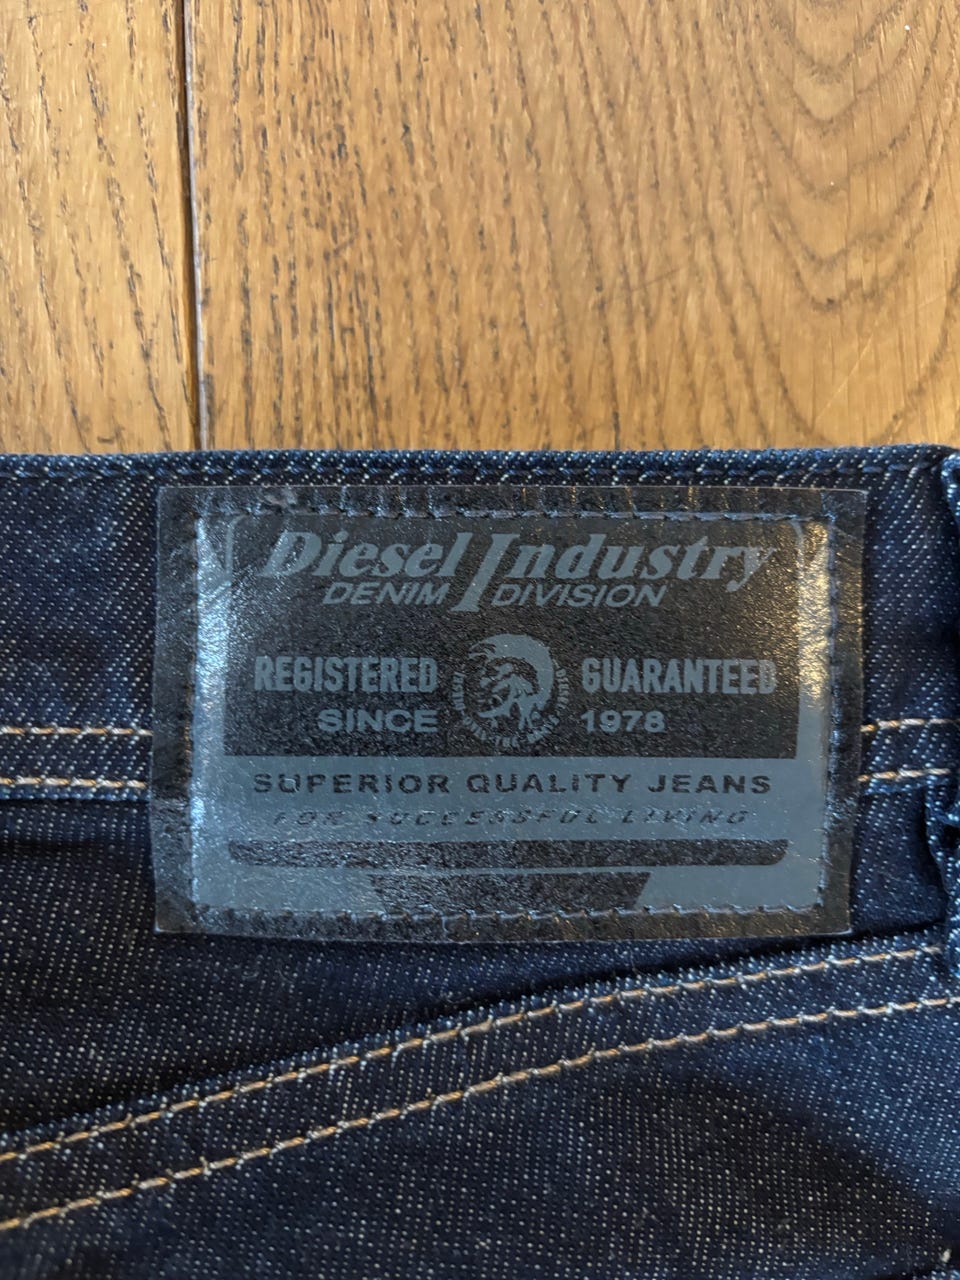 Diesel Industry
DENIM DIVISION
REGISTERED GUARANTEED
SINCE 1978
SUPERIOR QUALITY JEANS
FOR SUCCESSFUL LIVING